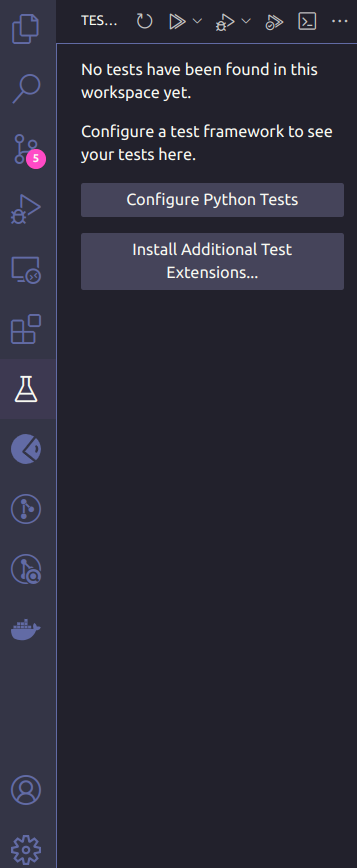 TES...
No tests have been found in this
workspace yet.
Configure a test framework to see
your tests here.
Configure Python Tests
Install Additional Test
Extensions...
5